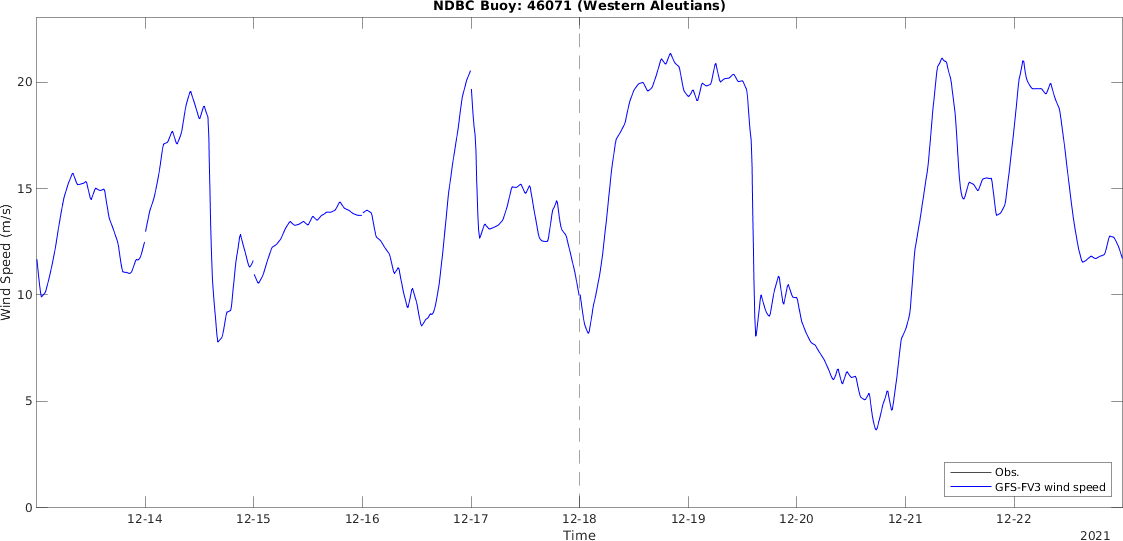 NDBC Buoy: 46071 (Western Aleutians)
Wind Speed (m/s)
20
15
10
5
0
12-14 12-15 12-16 12-17 12-18 12-19 12-20 12-21 12-22
Time
2021
Obs.
GFS-FV3 wind speed